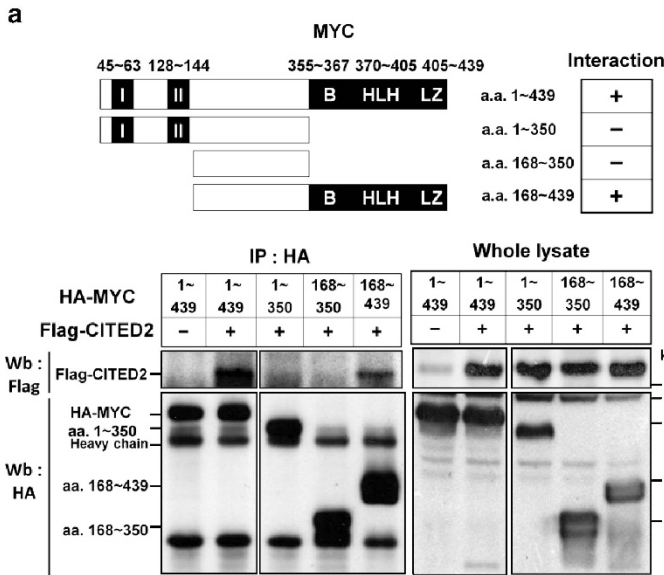 a
MYC
45~63 128~144 355~367 370~405 405~439 Interaction
I II B HLH LZ a.a. 1~439 +
I II a.a. 1~350 −
a.a. 168~350 −
B HLH LZ a.a. 168~439 +
IP : HA Whole lysate
HA-MYC 1~439 1~439 1~350 168~350 168~439 1~439 1~439 1~350 168~350 168~439
Flag-CITED2 − + + + + − + + + +
Wb : Flag Flag-CITED2
Wb : HA HA-MYC
aa. 1~350
Heavy chain
aa. 168~439
aa. 168~350